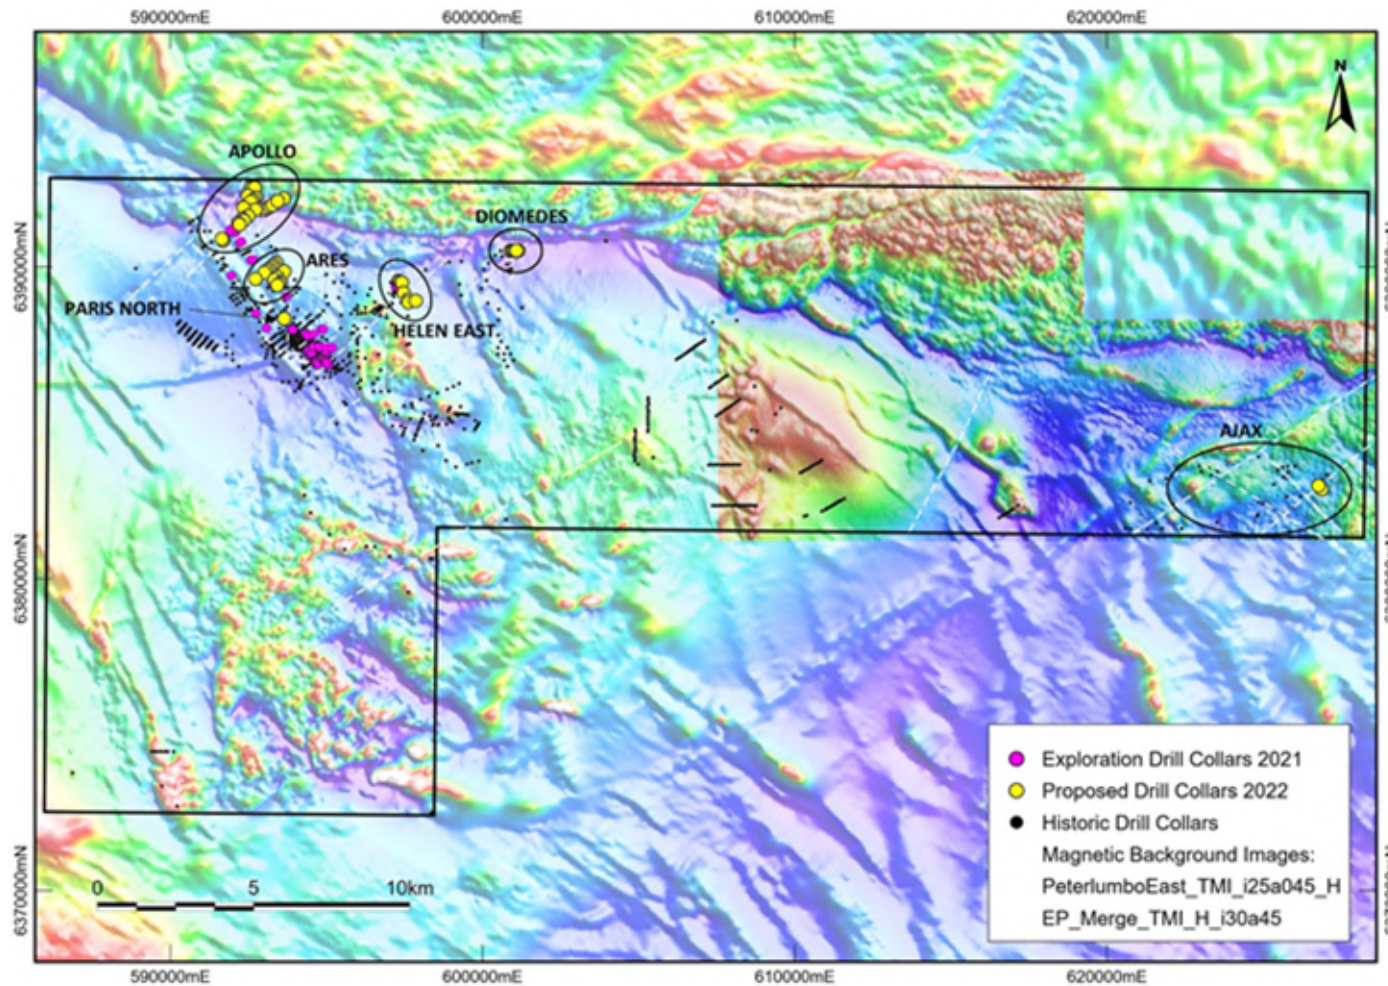 590000mE 600000mE 610000mE 620000mE
N
APOLLO
DIOMEDES
6390000mN
ARES
PARIS NORTH
HELEN EAST
AJAX
6380000mN
Exploration Drill Collars 2021
Proposed Drill Collars 2022
Historic Drill Collars
Magnetic Background Images:
PeterlumboEast_TMI_i25a045_H
EP_Merge_TMI_H_i30a45
0 5 10km
6370000mN
590000mE 600000mE 610000mE 620000mE